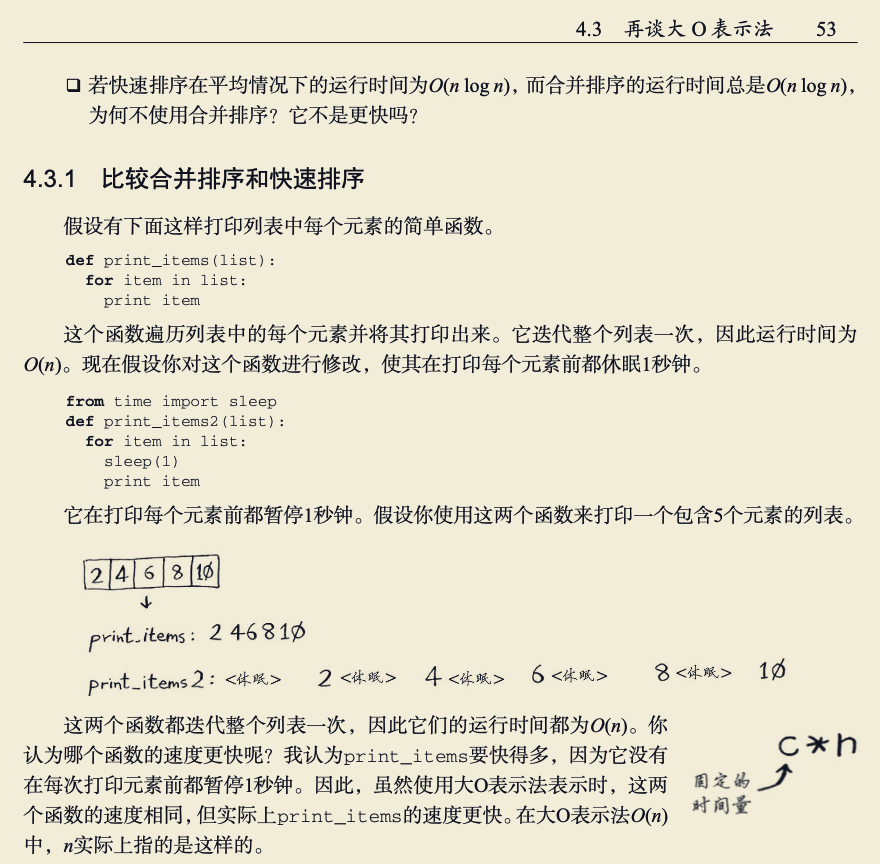 4.3 再谈大 O 表示法 53
❑ 若快速排序在平均情况下的运行时间为O(n log n)，而合并排序的运行时间总是O(n log n)，
为何不使用合并排序？它不是更快吗？
4.3.1 比较合并排序和快速排序
假设有下面这样打印列表中每个元素的简单函数。
def print_items(list):
  for item in list:
    print item
这个函数遍历列表中的每个元素并将其打印出来。它迭代整个列表一次，因此运行时间为
O(n)。现在假设你对这个函数进行修改，使其在打印每个元素前都休眠1秒钟。
from time import sleep
def print_items2(list):
  for item in list:
    sleep(1)
    print item
它在打印每个元素前都暂停1秒钟。假设你使用这两个函数来打印一个包含5个元素的列表。
2 4 6 8 10
↓
print_items: 2 4 6 8 10
print_items2: <休眠> 2 <休眠> 4 <休眠> 6 <休眠> 8 <休眠> 10
这两个函数都迭代整个列表一次，因此它们的运行时间都为O(n)。你
认为哪个函数的速度更快呢？我认为print_items要快得多，因为它没有
在每次打印元素前都暂停1秒钟。因此，虽然使用大O表示法表示时，这两
个函数的速度相同，但实际上print_items的速度更快。在大O表示法O(n)
中，n实际上指的是这样的。
c*n
固定的
时间量